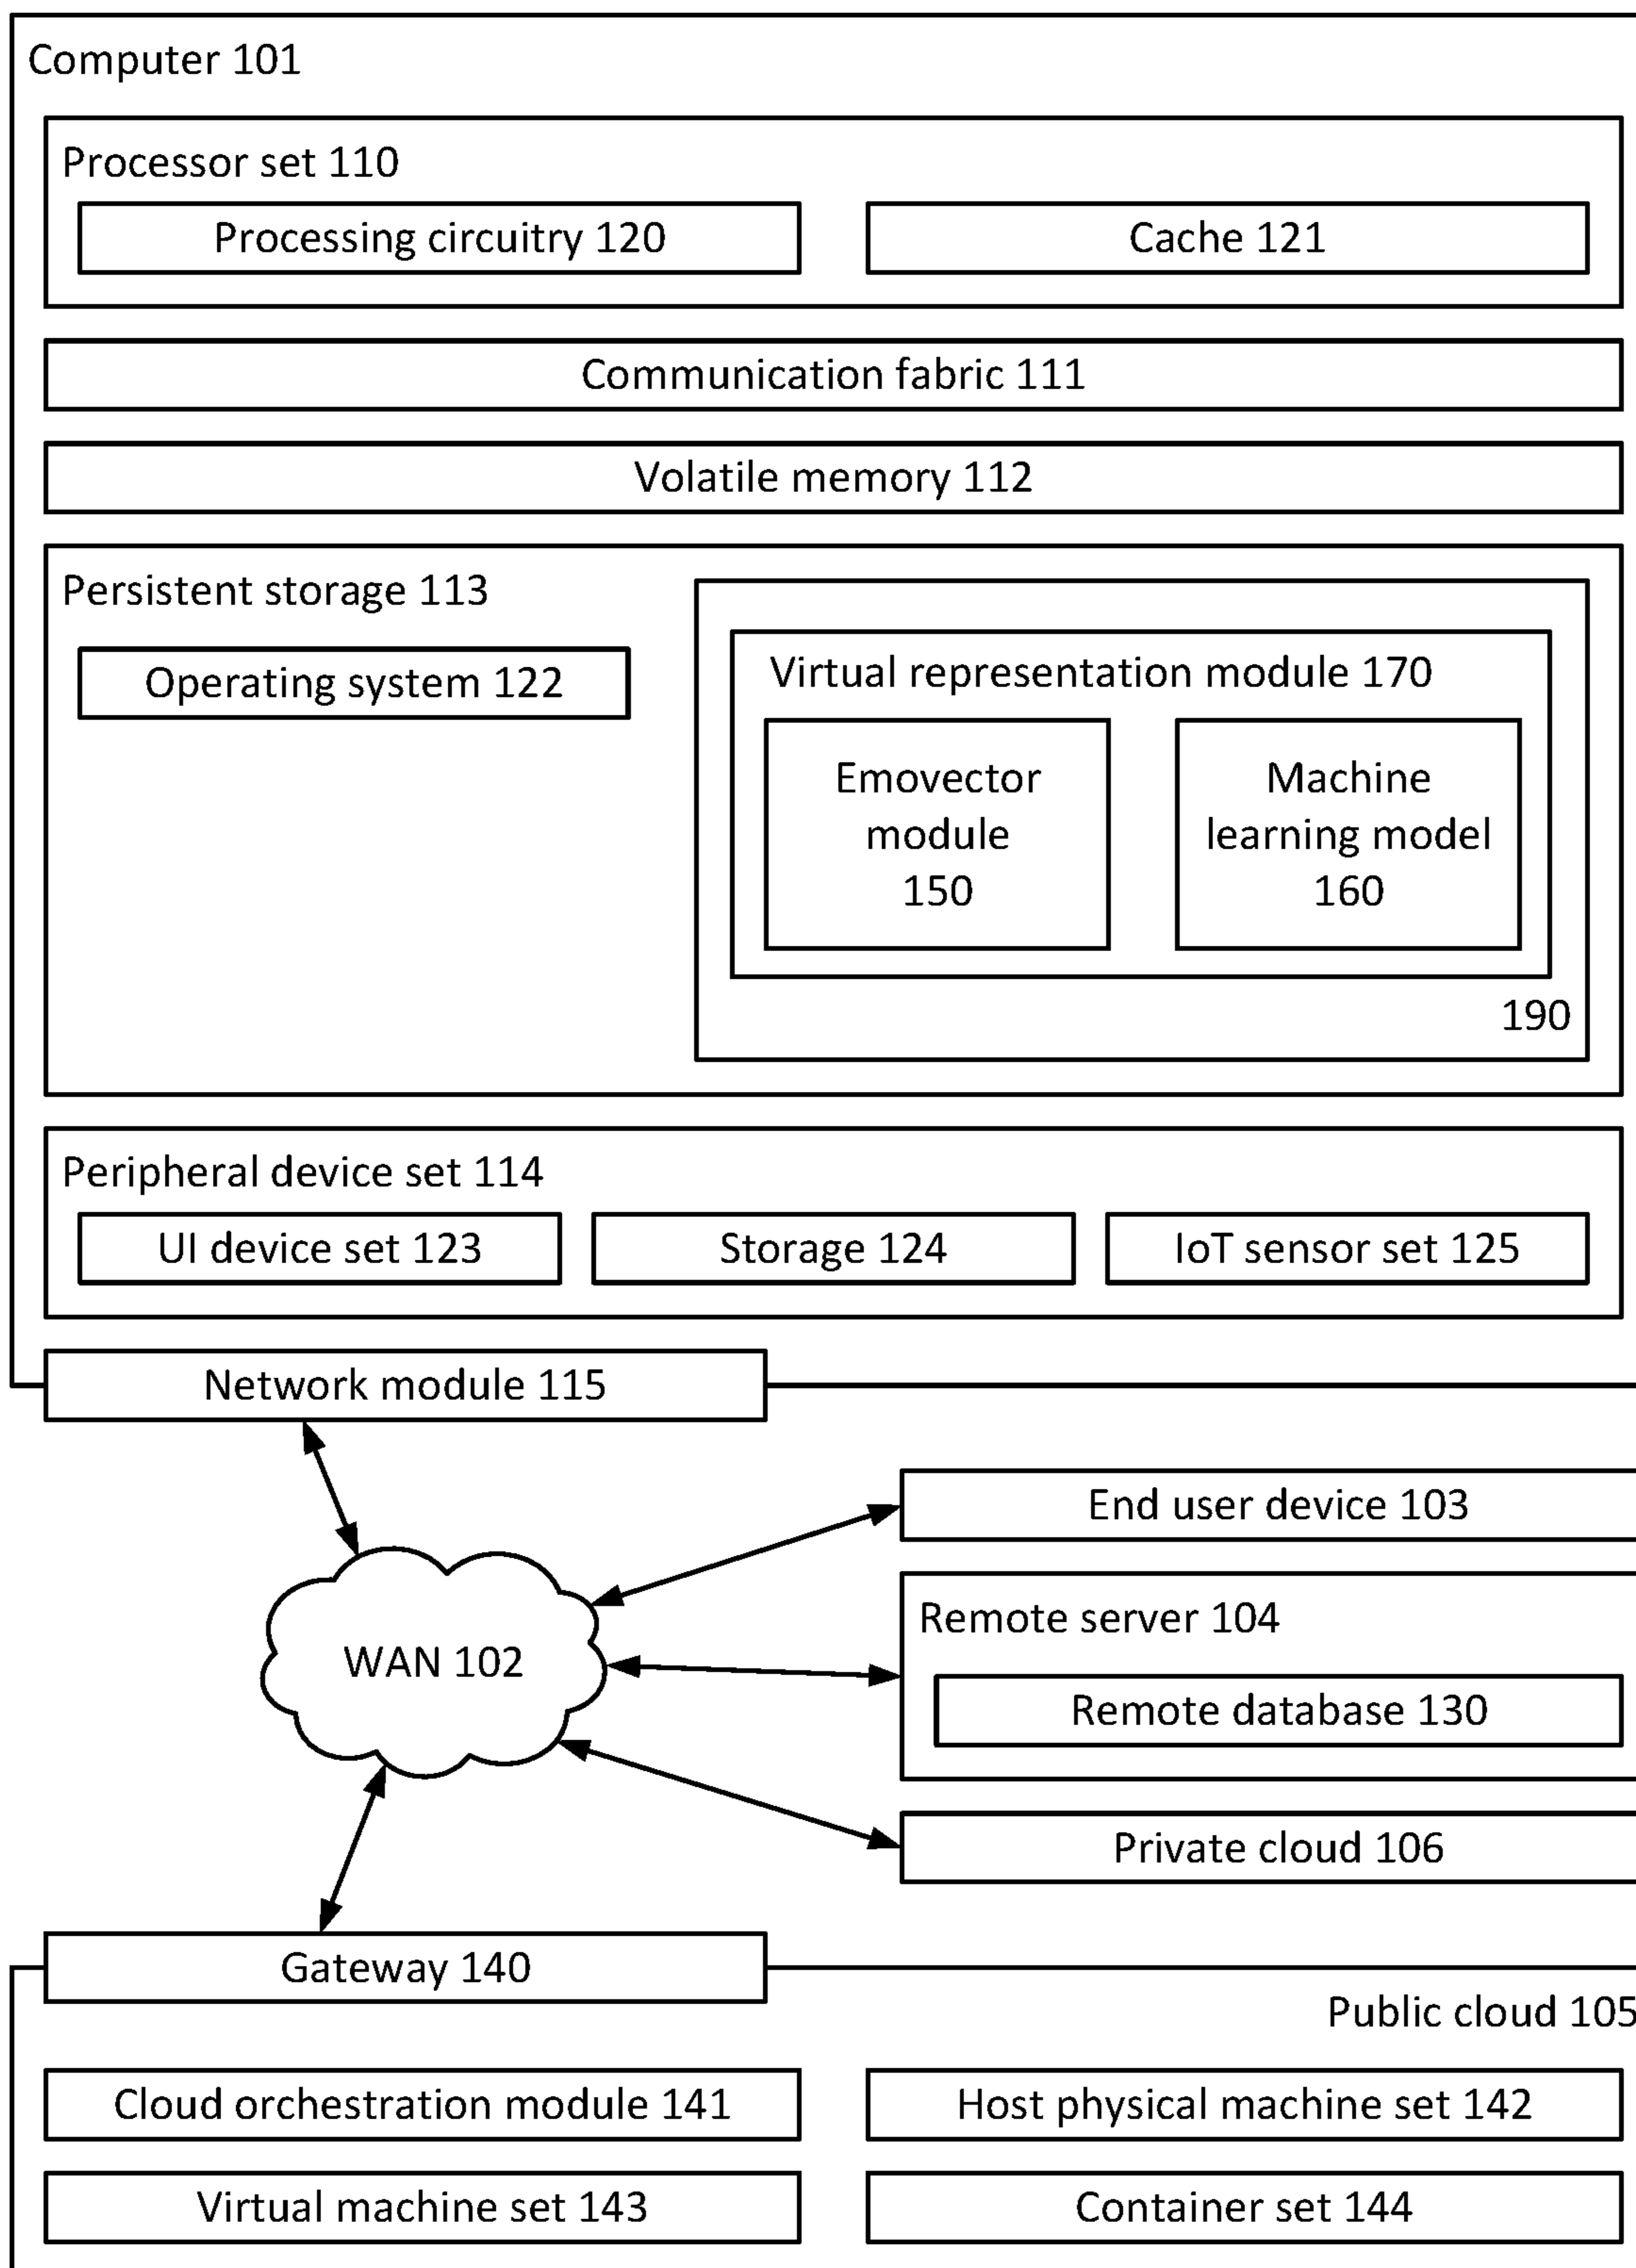 Computer 101
Processor set 110
Processing circuitry 120
Cache 121
Communication fabric 111
Volatile memory 112
Persistent storage 113
Operating system 122
Virtual representation module 170
Emovector
module
150
Machine
learning model
160
190
Peripheral device set 114
UI device set 123
Storage 124
IoT sensor set 125
Network module 115
End user device 103
WAN 102
Remote server 104
Remote database 130
Private cloud 106
Gateway 140
Public cloud 105
Cloud orchestration module 141
Host physical machine set 142
Virtual machine set 143
Container set 144